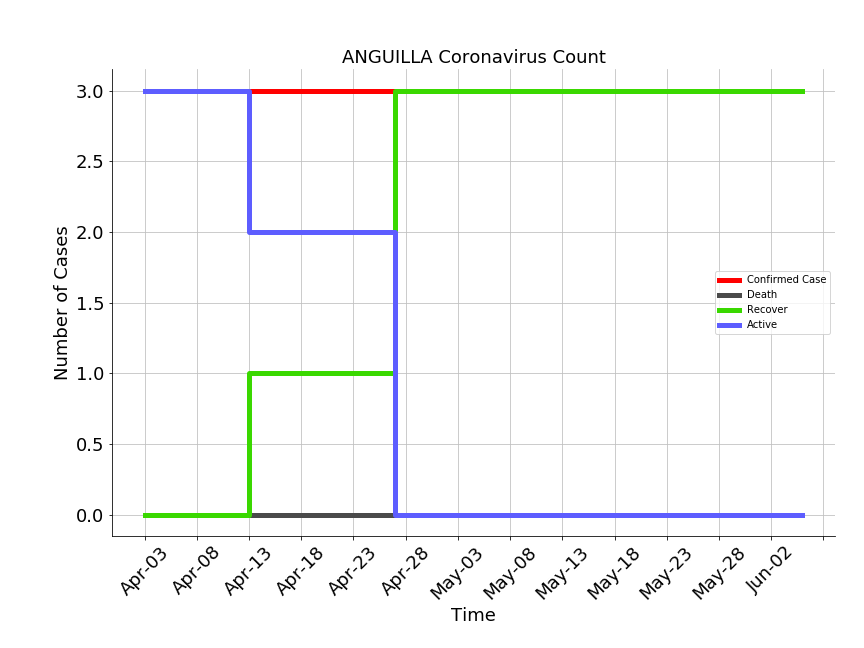 ANGUILLA Coronavirus Count
Number of Cases
3.0
2.5
2.0
1.5
1.0
0.5
0.0
Confirmed Case
Death
Recover
Active
Apr-03
Apr-08
Apr-13
Apr-18
Apr-23
Apr-28
May-03
May-08
May-13
May-18
May-23
May-28
Jun-02
Time